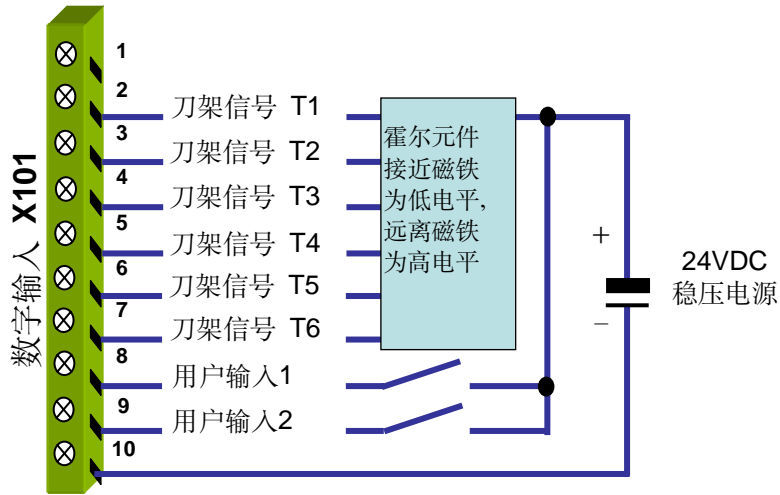 数字输入 X101
1
2
3
4
5
6
7
8
9
10
刀架信号 T1
刀架信号 T2
刀架信号 T3
刀架信号 T4
刀架信号 T5
刀架信号 T6
用户输入1
用户输入2
霍尔元件
接近磁铁
为低电平,
远离磁铁
为高电平
+
−
24VDC
稳压电源